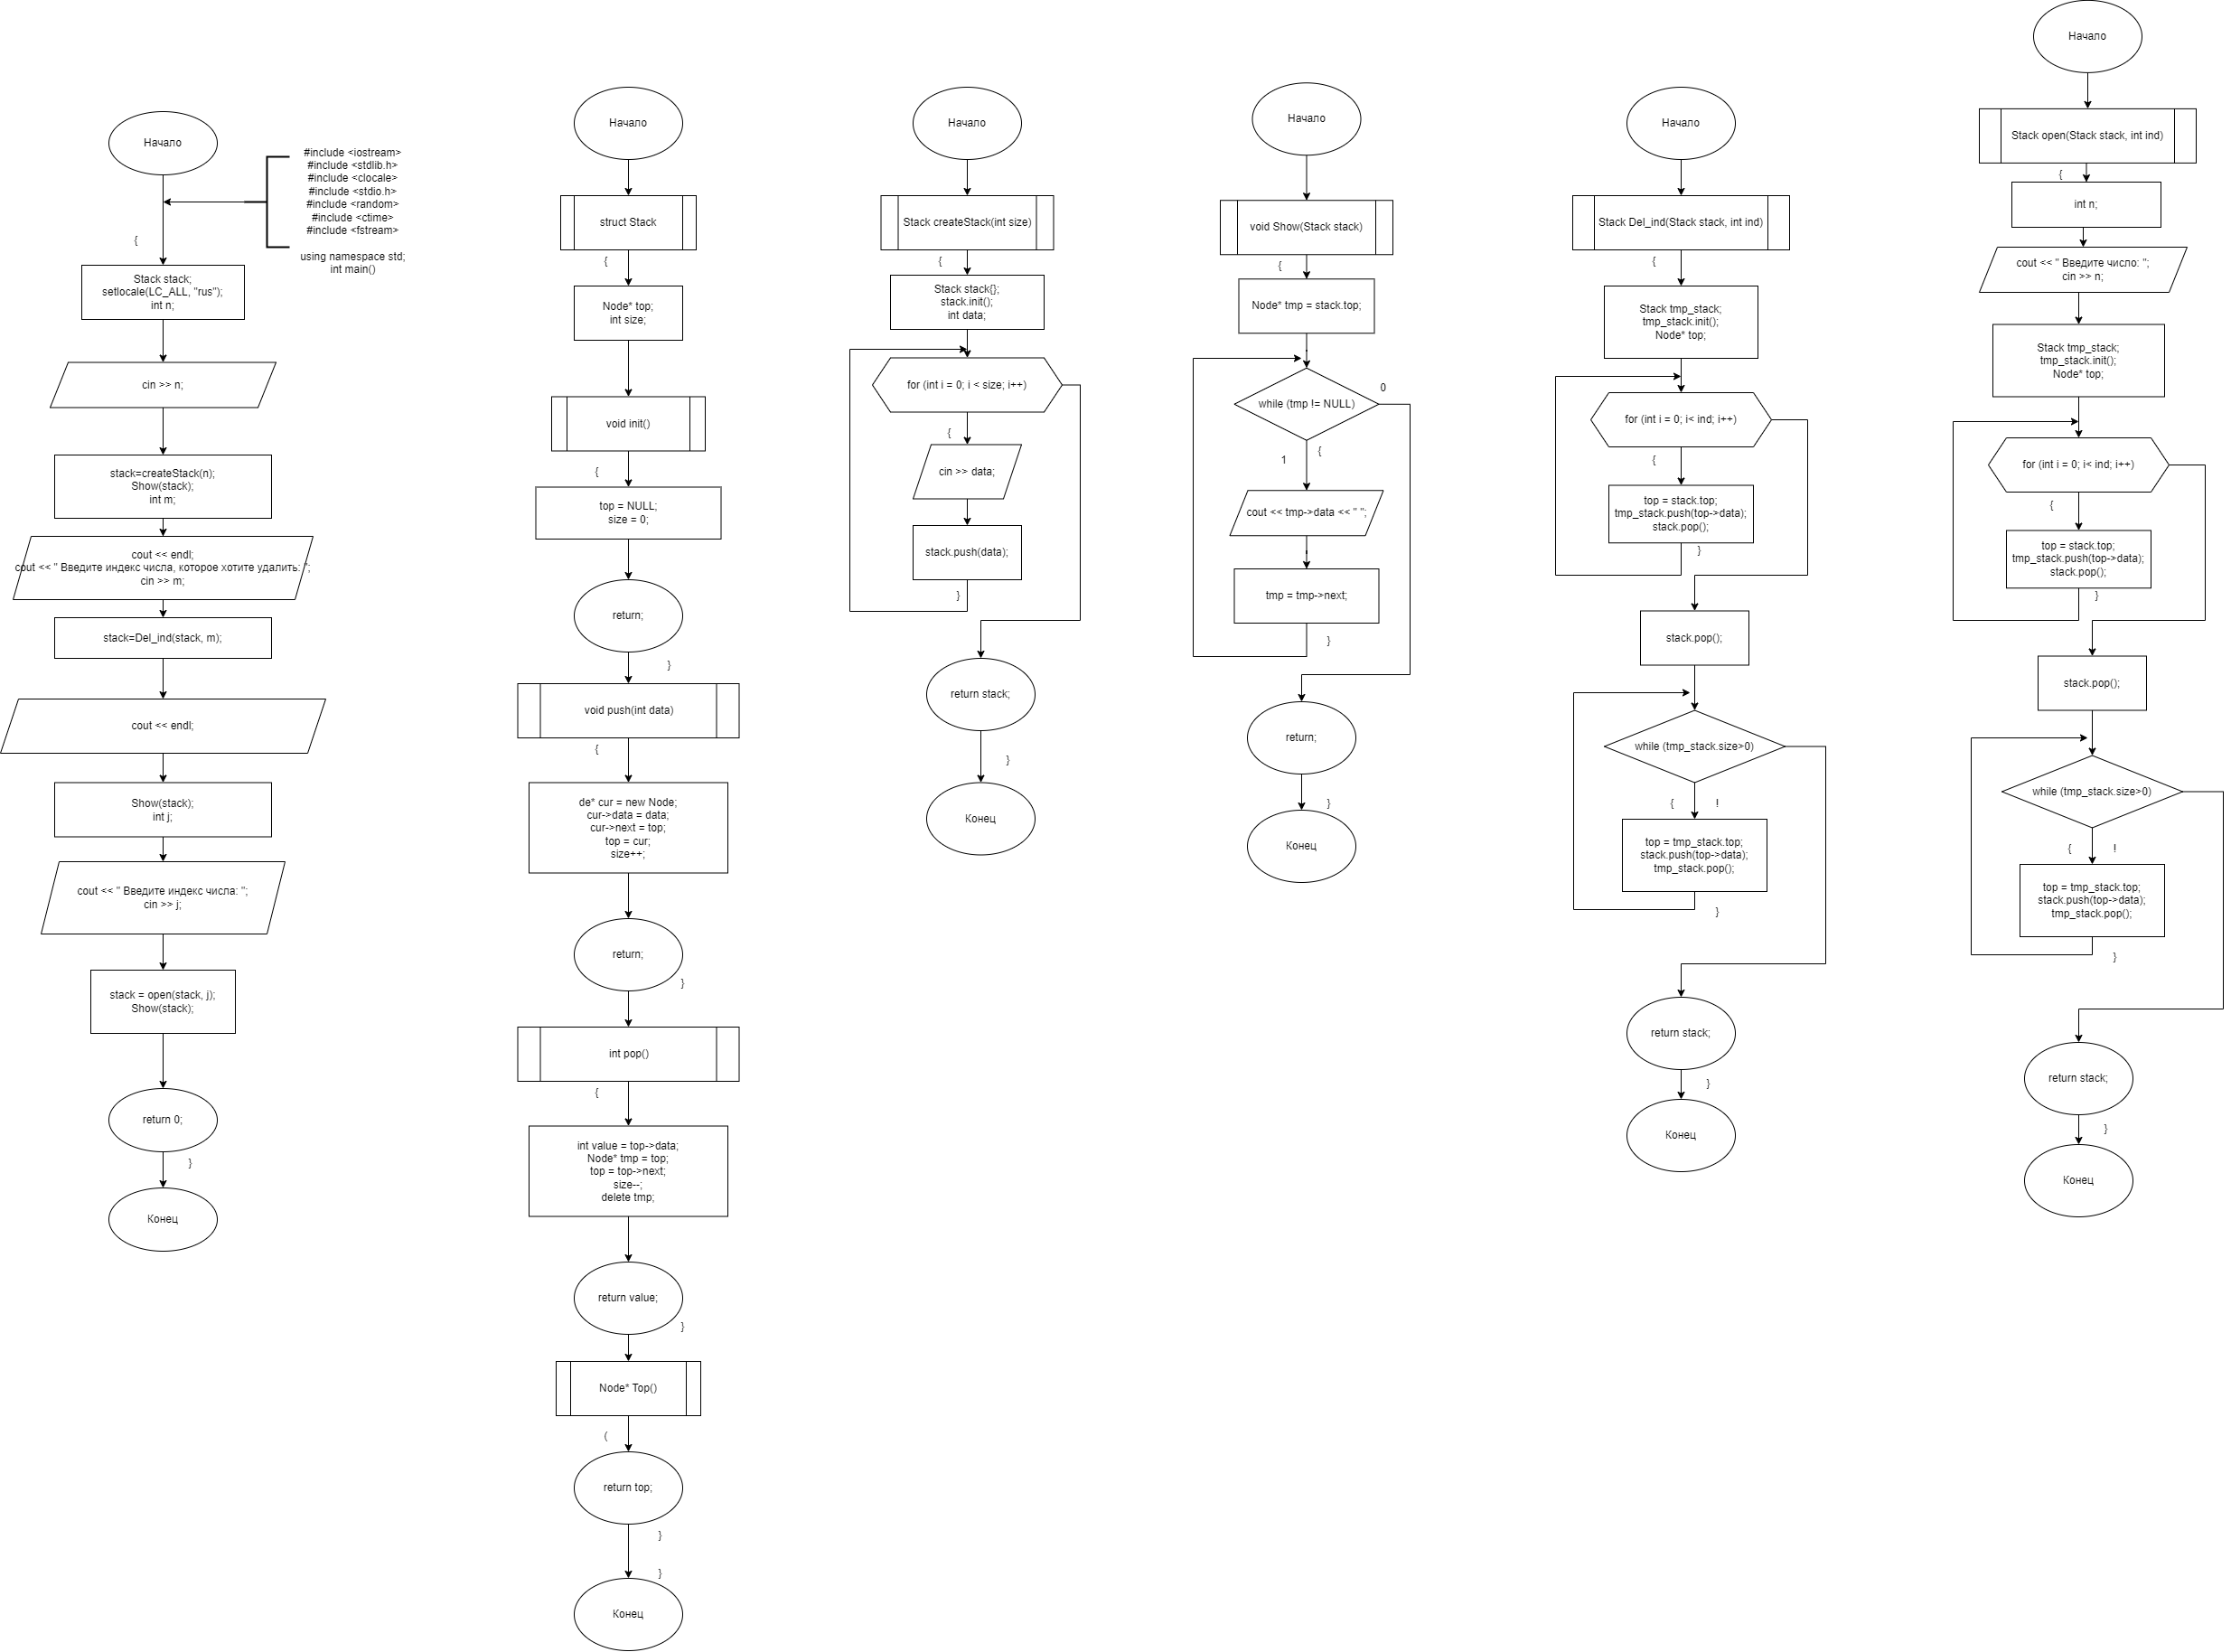 Начало
#include <iostream>
#include <stdlib.h>
#include <clocale>
#include <stdio.h>
#include <random>
#include <ctime>
#include <fstream>
using namespace std;
int main()
{
Stack stack;
setlocale(LC_ALL, "rus");
int n;
cin >> n;
stack=createStack(n);
Show(stack);
int m;
cout << endl;
cout << " Введите индекс числа, которое хотите удалить: ";
cin >> m;
stack=Del_ind(stack, m);
cout << endl;
Show(stack);
int j;
cout << " Введите индекс числа: ";
cin >> j;
stack = open(stack, j);
Show(stack);
return 0;
}
Конец
Начало
struct Stack
{
Node* top;
int size;
void init()
{
top = NULL;
size = 0;
return;
}
void push(int data)
{
de* cur = new Node;
cur->data = data;
cur->next = top;
top = cur;
size++;
return;
}
int pop()
{
int value = top->data;
Node* tmp = top;
top = top->next;
size--;
delete tmp;
return value;
}
Node* Top()
(
return top;
}
}
Конец
Начало
Stack createStack(int size)
{
Stack stack{};
stack.init();
int data;
for (int i = 0; i < size; i++)
{
cin >> data;
stack.push(data);
}
return stack;
}
Конец
Начало
void Show(Stack stack)
{
Node* tmp = stack.top;
0
while (tmp != NULL)
{
1
cout << tmp->data << " ";
tmp = tmp->next;
}
return;
}
Конец
Начало
Stack Del_ind(Stack stack, int ind)
{
Stack tmp_stack;
tmp_stack.init();
Node* top;
for (int i = 0; i< ind; i++)
{
top = stack.top;
tmp_stack.push(top->data);
stack.pop();
}
stack.pop();
while (tmp_stack.size>0)
{ !
top = tmp_stack.top;
stack.push(top->data);
tmp_stack.pop();
}
return stack;
}
Конец
Начало
Stack open(Stack stack, int ind)
{
int n;
cout << " Введите число: ";
cin >> n;
Stack tmp_stack;
tmp_stack.init();
Node* top;
for (int i = 0; i< ind; i++)
{
top = stack.top;
tmp_stack.push(top->data);
stack.pop();
}
stack.pop();
while (tmp_stack.size>0)
{ !
top = tmp_stack.top;
stack.push(top->data);
tmp_stack.pop();
}
return stack;
}
Конец